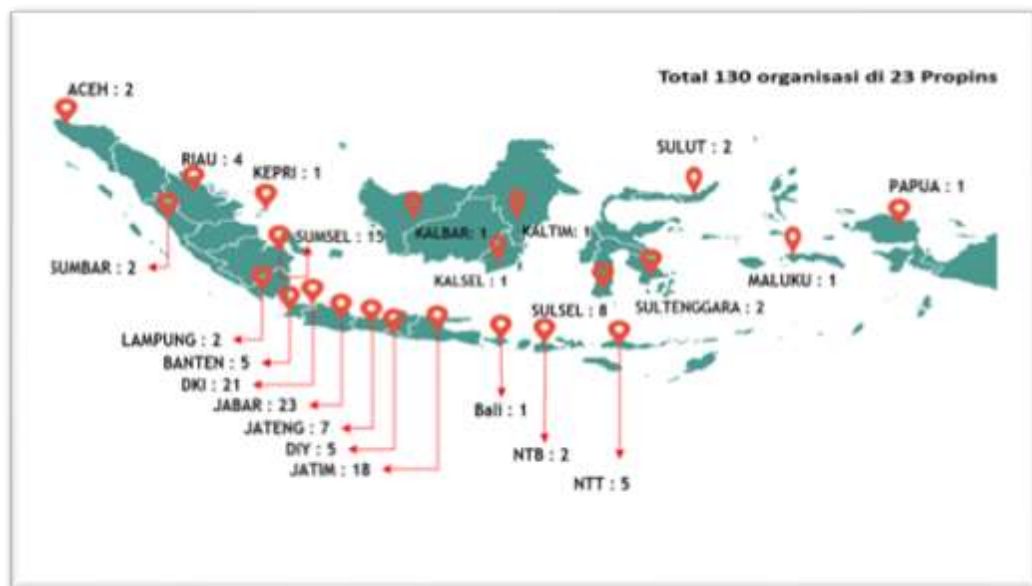 Total 130 organisasi di 23 Propins
ACEH : 2
RIAU : 4
KEPRI : 1
SULUT : 2
PAPUA : 1
KALBAR: 1
KALTIM: 1
SUMSEL : 15
SUMBAR : 2
KALSEL : 1
MALUKU : 1
SULSEL : 8
SULTENGGARA : 2
LAMPUNG : 2
BANTEN : 5
DKI : 21
JABAR : 23
Bali : 1
JATENG : 7
DIY : 5
NTB : 2
JATIM : 18
NTT : 5